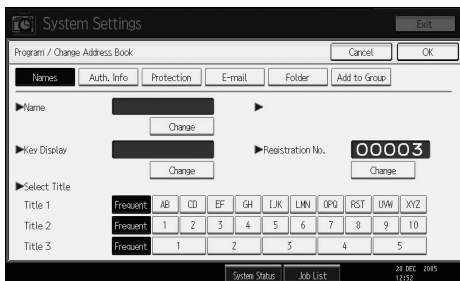 System Settings
Exit
Program / Change Address Book
Cancel
OK
Names
Auth. Info
Protection
E-mail
Folder
Add to Group
▶Name
▶
Change
▶Key Display
▶Registration No.
00003
Change
Change
▶Select Title
Title 1
Frequent AB CD EF GH IJK LMN OPQ RST UVW XYZ
Title 2
Frequent 1 2 3 4 5 6 7 8 9 10
Title 3
Frequent 1 2 3 4 5
System Status
Job List
20 DEC 2005
12:52